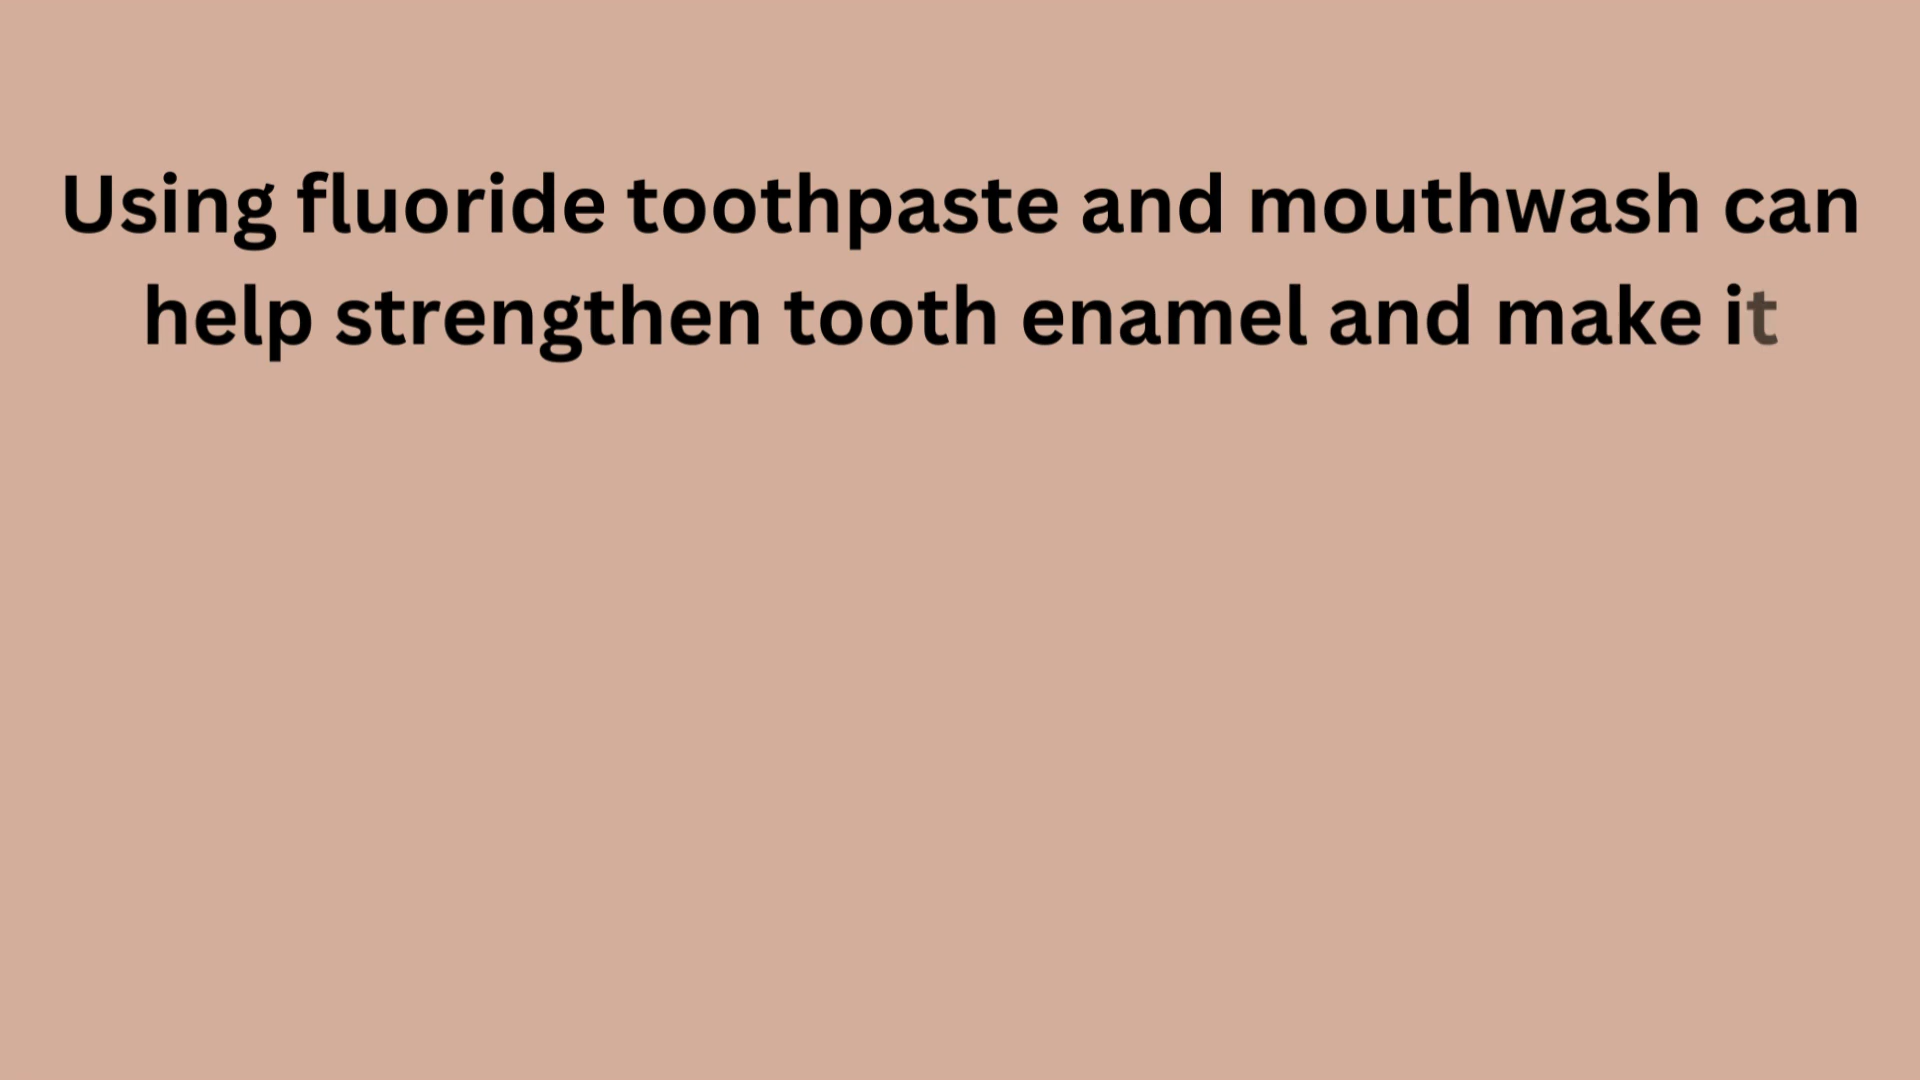 Using fluoride toothpaste and mouthwash can
help strengthen tooth enamel and make it